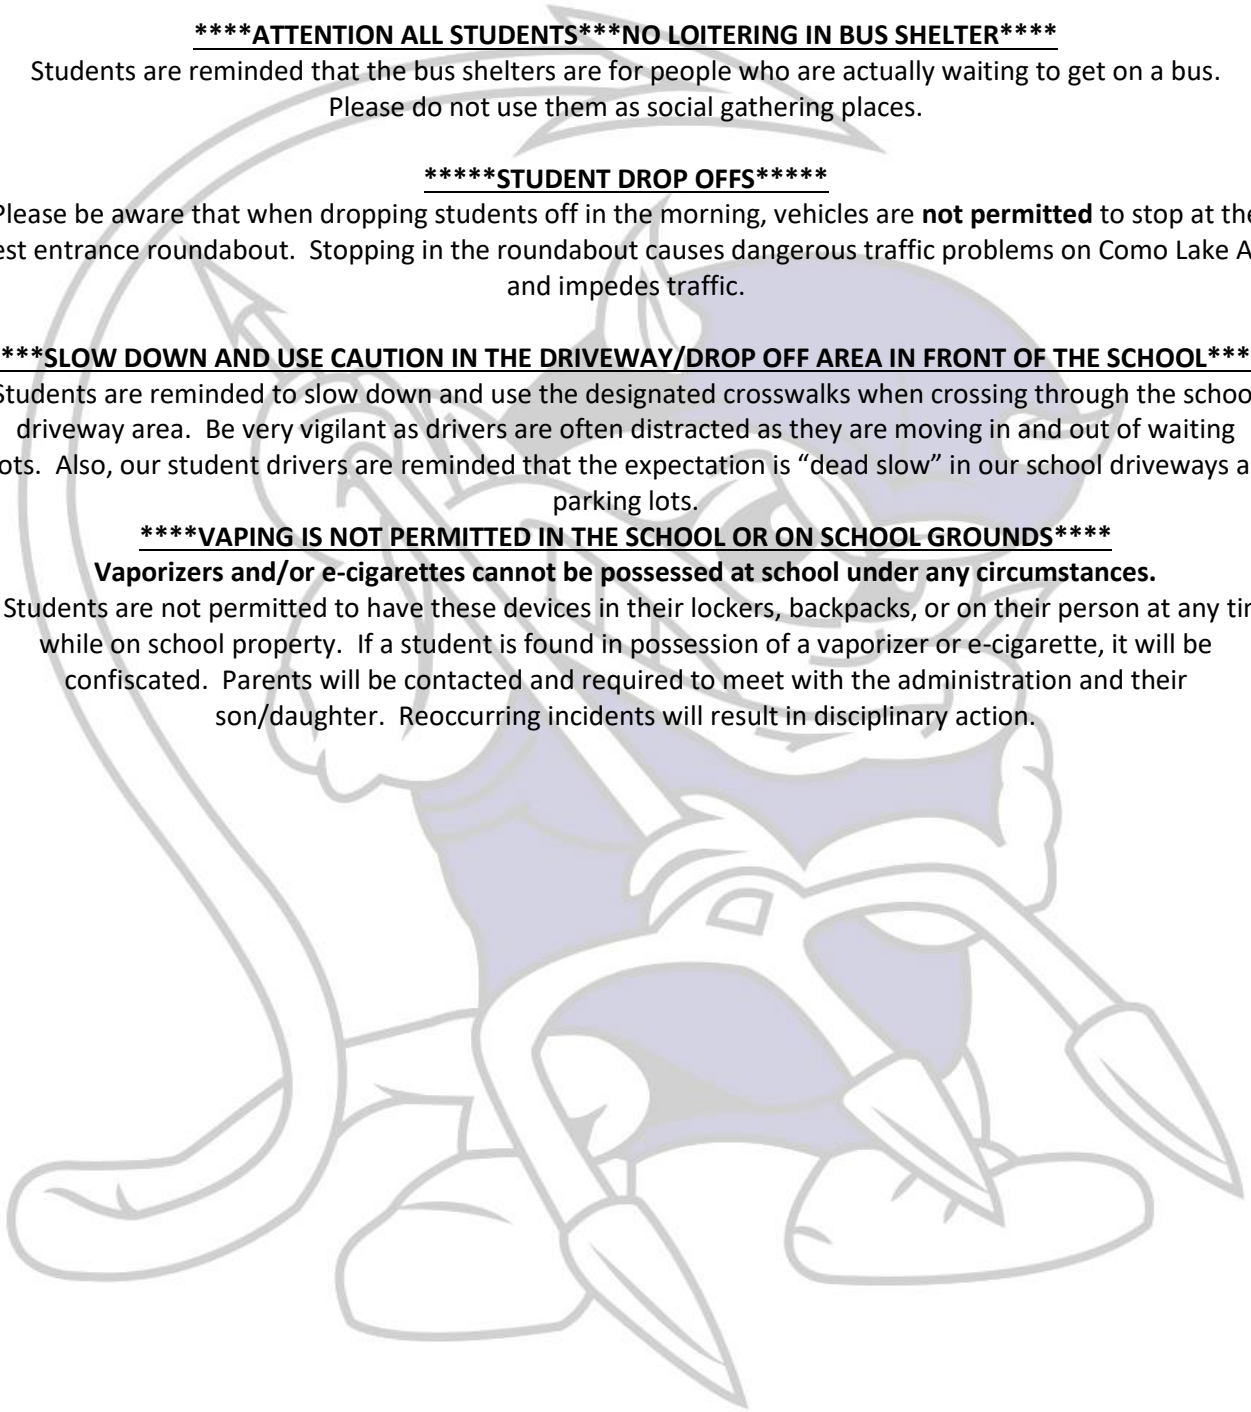 ****ATTENTION ALL STUDENTS***NO LOITERING IN BUS SHELTER****
Students are reminded that the bus shelters are for people who are actually waiting to get on a bus.
Please do not use them as social gathering places.
*****STUDENT DROP OFFS*****
Please be aware that when dropping students off in the morning, vehicles are not permitted to stop at the
est entrance roundabout. Stopping in the roundabout causes dangerous traffic problems on Como Lake A
and impedes traffic.
***SLOW DOWN AND USE CAUTION IN THE DRIVEWAY/DROP OFF AREA IN FRONT OF THE SCHOOL***
Students are reminded to slow down and use the designated crosswalks when crossing through the schoo
driveway area. Be very vigilant as drivers are often distracted as they are moving in and out of waiting
ots. Also, our student drivers are reminded that the expectation is “dead slow” in our school driveways a
parking lots.
****VAPING IS NOT PERMITTED IN THE SCHOOL OR ON SCHOOL GROUNDS****
Vaporizers and/or e-cigarettes cannot be possessed at school under any circumstances.
Students are not permitted to have these devices in their lockers, backpacks, or on their person at any tim
while on school property. If a student is found in possession of a vaporizer or e-cigarette, it will be
confiscated. Parents will be contacted and required to meet with the administration and their
son/daughter. Reoccurring incidents will result in disciplinary action.